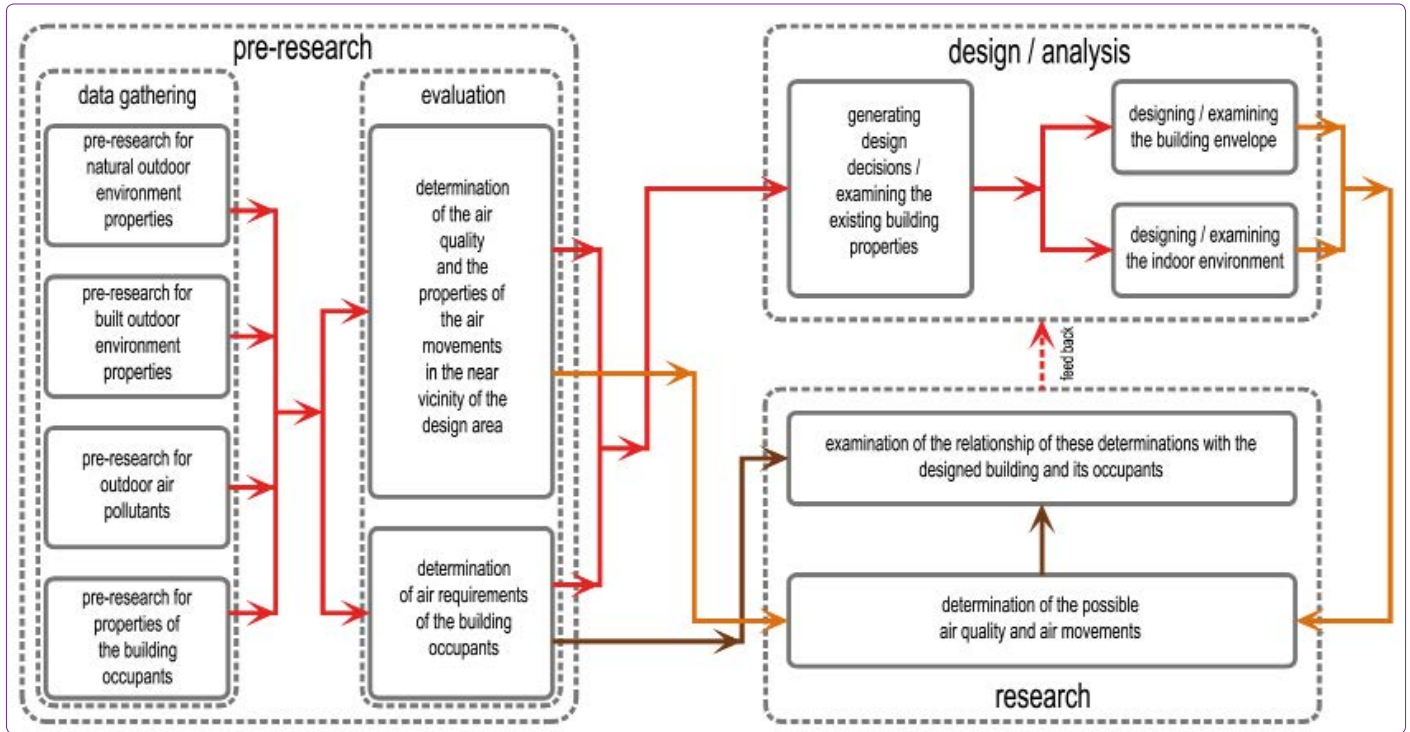 pre-research
data gathering
pre-research for
natural outdoor
environment
properties
pre-research for
built outdoor
environment
properties
pre-research for
outdoor air
pollutants
pre-research for
properties of
the building
occupants
evaluation
determination
of the air
quality
and the
properties of
the air
movements
in the near
vicinity of the
design area
determination
of air requirements
of the building
occupants
design / analysis
generating
design
decisions /
examining the
existing building
properties
designing / examining
the building envelope
designing / examining
the indoor environment
feed back
examination of the relationship of these determinations with the
designed building and its occupants
determination of the possible
air quality and air movements
research